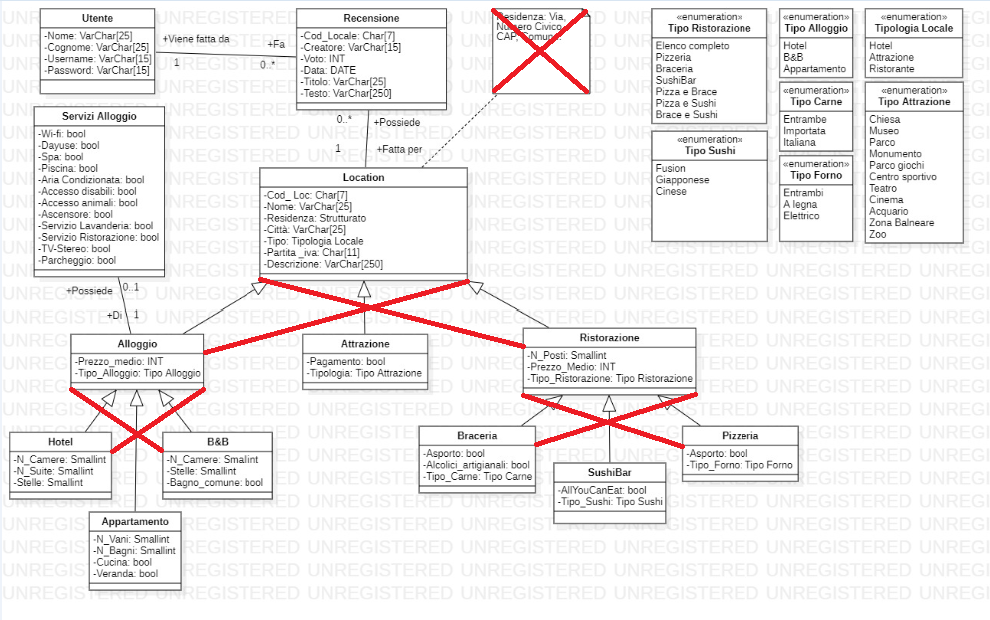 Utente
-Nome: VarChar[25]
-Cognome: VarChar[25]
-Username: VarChar[15]
-Password: VarChar[15]
+Viene fatta da
1
+Fa
0..*
Recensione
-Cod_Locale: Char[7]
-Creatore: VarChar[15]
-Voto: INT
-Data: DATE
-Titolo: VarChar[25]
-Testo: VarChar[250]
Residenza: Via,
Numero Civico,
CAP, Comune.
«enumeration»
Tipo Ristorazione
Elenco completo
Pizzeria
Braceria
SushiBar
Pizza e Brace
Pizza e Sushi
Brace e Sushi
«enumeration»
Tipo Alloggio
Hotel
B&B
Appartamento
«enumeration»
Tipologia Locale
Hotel
Attrazione
Ristorante
«enumeration»
Tipo Carne
Entrambe
Importata
Italiana
«enumeration»
Tipo Attrazione
Chiesa
Museo
Parco
Monumento
Parco giochi
Centro sportivo
Teatro
Cinema
Acquario
Zona Balneare
Zoo
«enumeration»
Tipo Sushi
Fusion
Giapponese
Cinese
«enumeration»
Tipo Forno
Entrambi
A legna
Elettrico
Servizi Alloggio
-Wi-fi: bool
-Dayuse: bool
-Spa: bool
-Piscina: bool
-Aria Condizionata: bool
-Accesso disabili: bool
-Accesso animali: bool
-Ascensore: bool
-Servizio Lavanderia: bool
-Servizio Ristorazione: bool
-TV-Stereo: bool
-Parcheggio: bool
0..*
+Possiede
1
+Fatta per
Location
-Cod_ Loc: Char[7]
-Nome: VarChar[25]
-Residenza: Strutturato
-Città: VarChar[25]
-Tipo: Tipologia Locale
-Partita _iva: Char[11]
-Descrizione: VarChar[250]
+Possiede
0..1
+Di
1
Alloggio
-Prezzo_medio: INT
-Tipo_Alloggio: Tipo Alloggio
Attrazione
-Pagamento: bool
-Tipologia: Tipo Attrazione
Ristorazione
-N_Posti: Smallint
-Prezzo_Medio: INT
-Tipo_Ristorazione: Tipo Ristorazione
Hotel
-N_Camere: Smallint
-N_Suite: Smallint
-Stelle: Smallint
B&B
-N_Camere: Smallint
-Stelle: Smallint
-Bagno_comune: bool
Appartamento
-N_Vani: Smallint
-N_Bagni: Smallint
-Cucina: bool
-Veranda: bool
Braceria
-Asporto: bool
-Alcolici_artigianali: bool
-Tipo_Carne: Tipo Carne
SushiBar
-AllYouCanEat: bool
-Tipo_Sushi: Tipo Sushi
Pizzeria
-Asporto: bool
-Tipo_Forno: Tipo Forno
UNREGISTERED